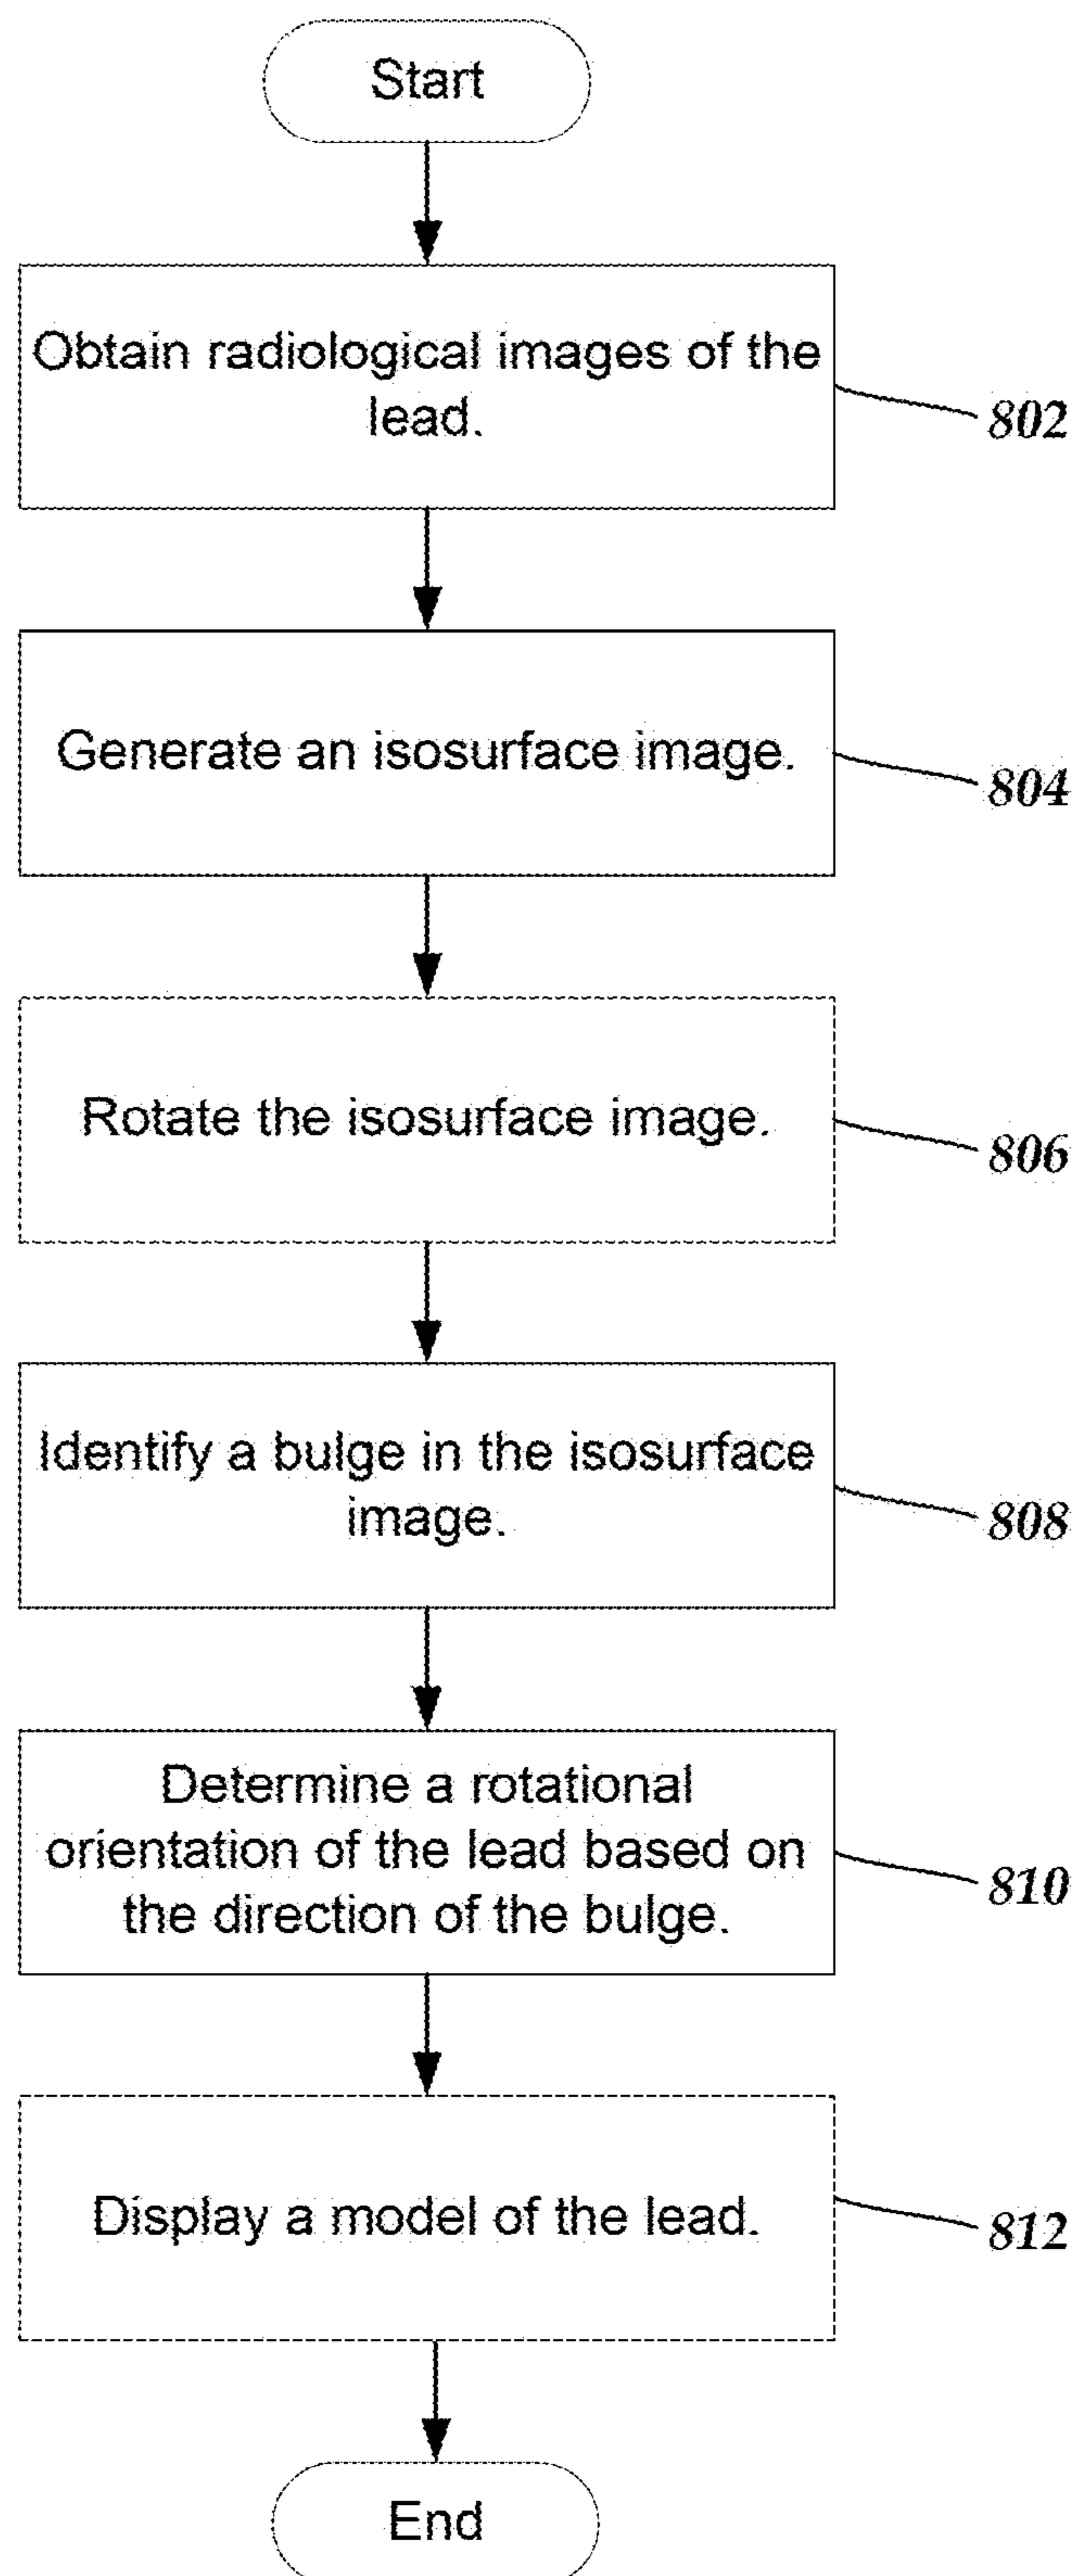 Start
Obtain radiological images of the
lead.
802
Generate an isosurface image.
804
Rotate the isosurface image.
806
Identify a bulge in the isosurface
image.
808
Determine a rotational
orientation of the lead based on
the direction of the bulge.
810
Display a model of the lead.
812
End